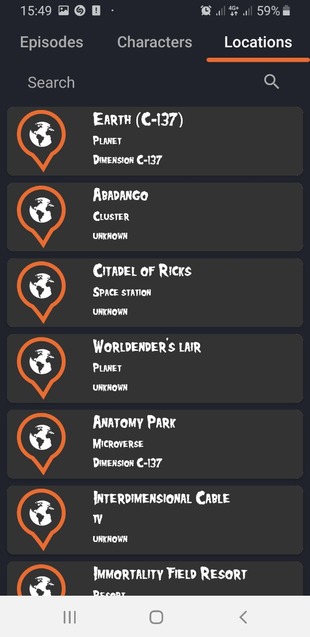 15:49 59%
Episodes Characters Locations
Search
Earth (C-137)
Planet
Dimension C-137
Abadango
Cluster
unknown
Citadel of Ricks
Space station
unknown
Worldender's lair
Planet
unknown
Anatomy Park
Microverse
Dimension C-137
Interdimensional Cable
TV
unknown
Immortality Field Resort
Resort